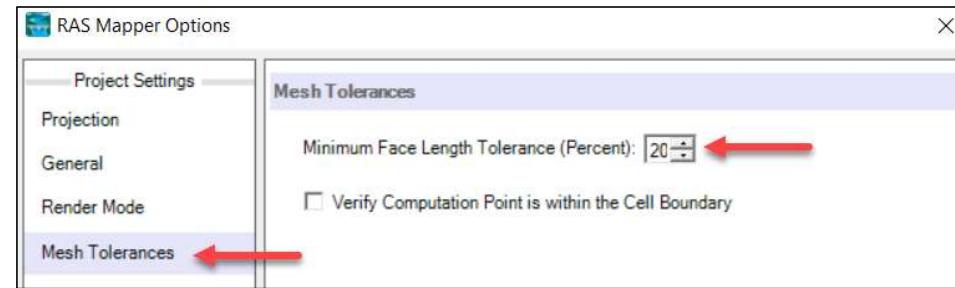 RAS Mapper Options
Project Settings
Projection
General
Render Mode
Mesh Tolerances
Mesh Tolerances
Minimum Face Length Tolerance (Percent): 20
Verify Computation Point is within the Cell Boundary